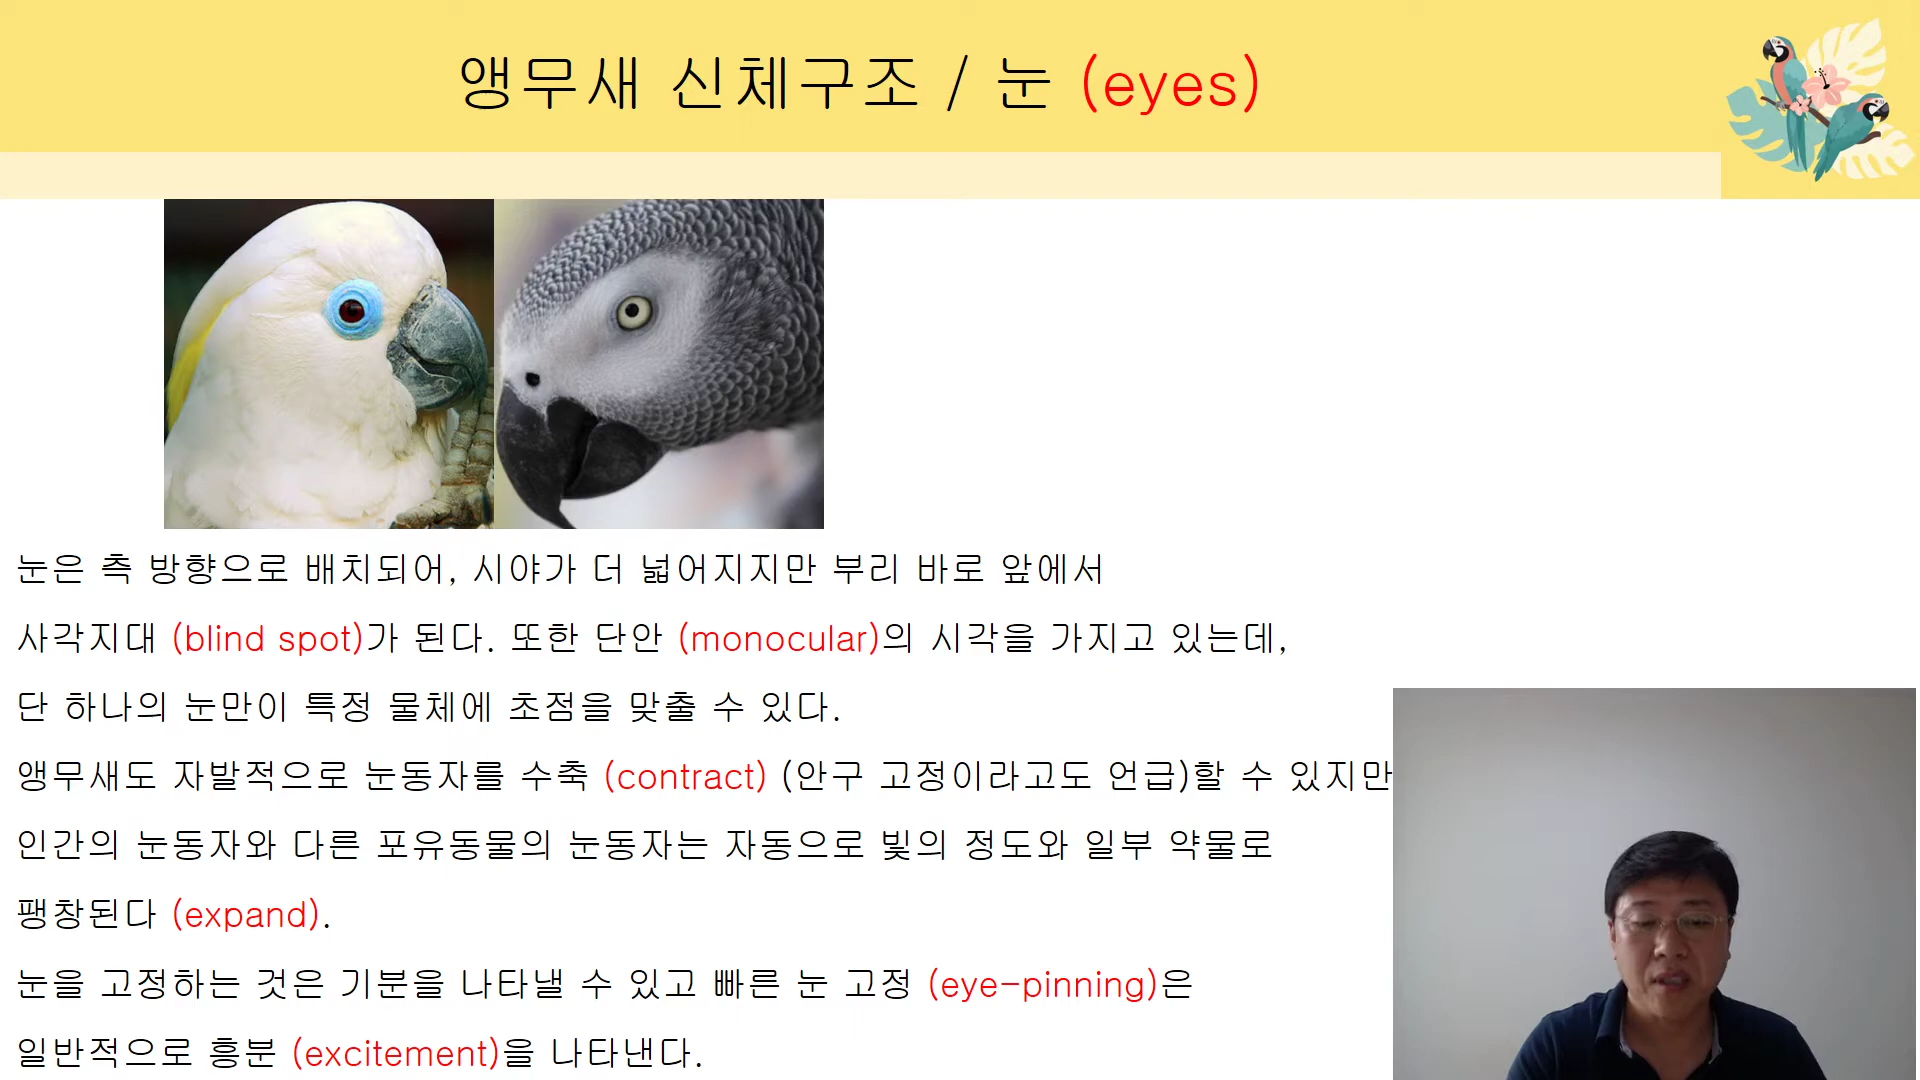 앵무새 신체구조 / 눈 (eyes)
눈은 측 방향으로 배치되어, 시야가 더 넓어지지만 부리 바로 앞에서
사각지대 (blind spot)가 된다. 또한 단안 (monocular)의 시각을 가지고 있는데,
단 하나의 눈만이 특정 물체에 초점을 맞출 수 있다.
앵무새도 자발적으로 눈동자를 수축 (contract) (안구 고정이라고도 언급)할 수 있지만
인간의 눈동자와 다른 포유동물의 눈동자는 자동으로 빛의 정도와 일부 약물로
팽창된다 (expand).
눈을 고정하는 것은 기분을 나타낼 수 있고 빠른 눈 고정 (eye-pinning)은
일반적으로 흥분 (excitement)을 나타낸다.